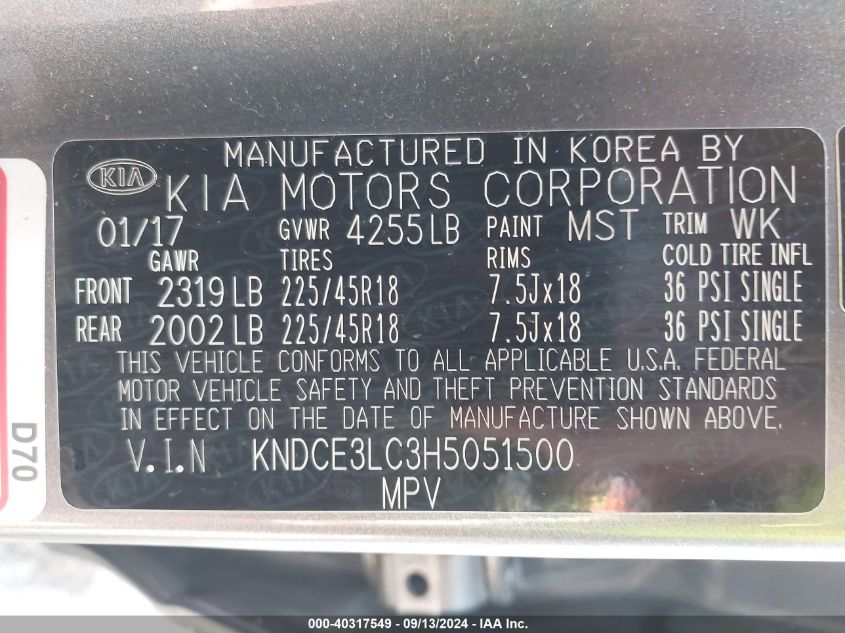 MANUFACTURED IN KOREA BY
KIA KIA MOTORS CORPORATION
01/17 GVWR 4255LB PAINT MST TRIM WK
GAWR TIRES RIMS COLD TIRE INFL
FRONT 2319LB 225/45R18 7.5Jx18 36 PSI SINGLE
REAR 2002LB 225/45R18 7.5Jx18 36 PSI SINGLE
THIS VEHICLE CONFORMS TO ALL APPLICABLE U.S.A. FEDERAL
MOTOR VEHICLE SAFETY AND THEFT PREVENTION STANDARDS
IN EFFECT ON THE DATE OF MANUFACTURE SHOWN ABOVE.
V.I.N KNDCE3LC3H5051500
MPV
D70
000-40317549 - 09/13/2024 - IAA Inc.